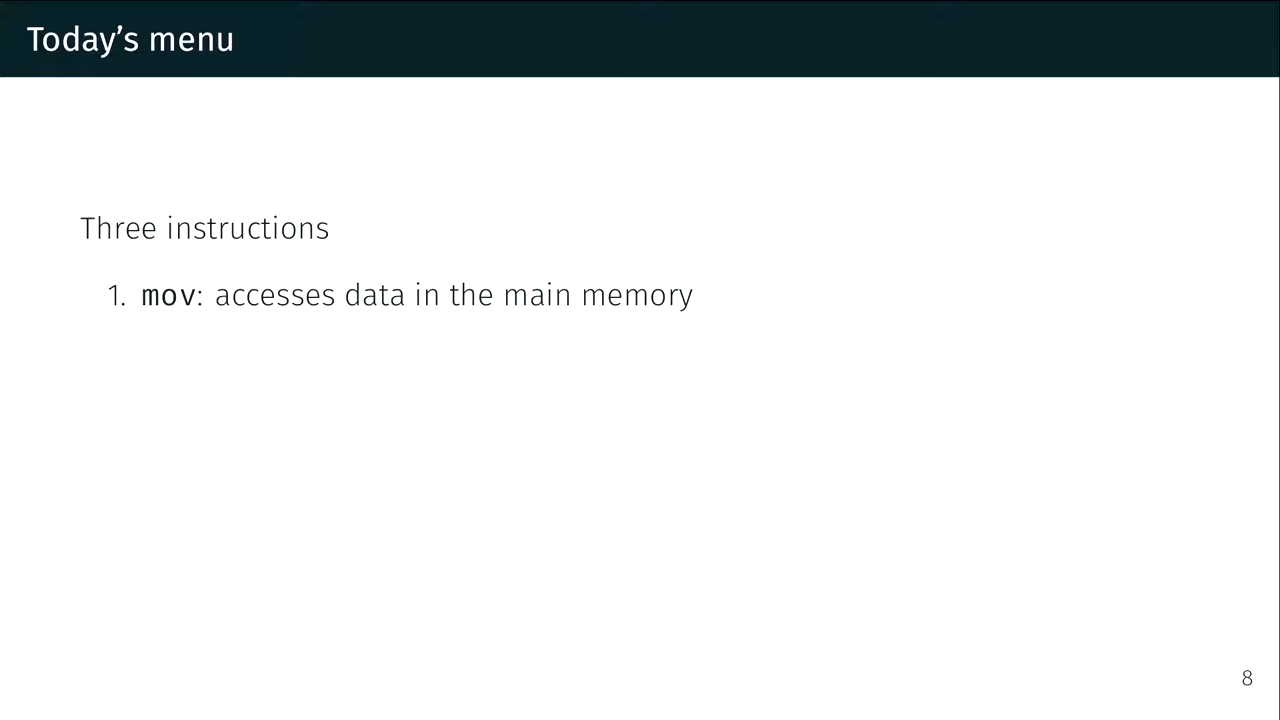 Today’s menu
Three instructions
1. mov: accesses data in the main memory
8